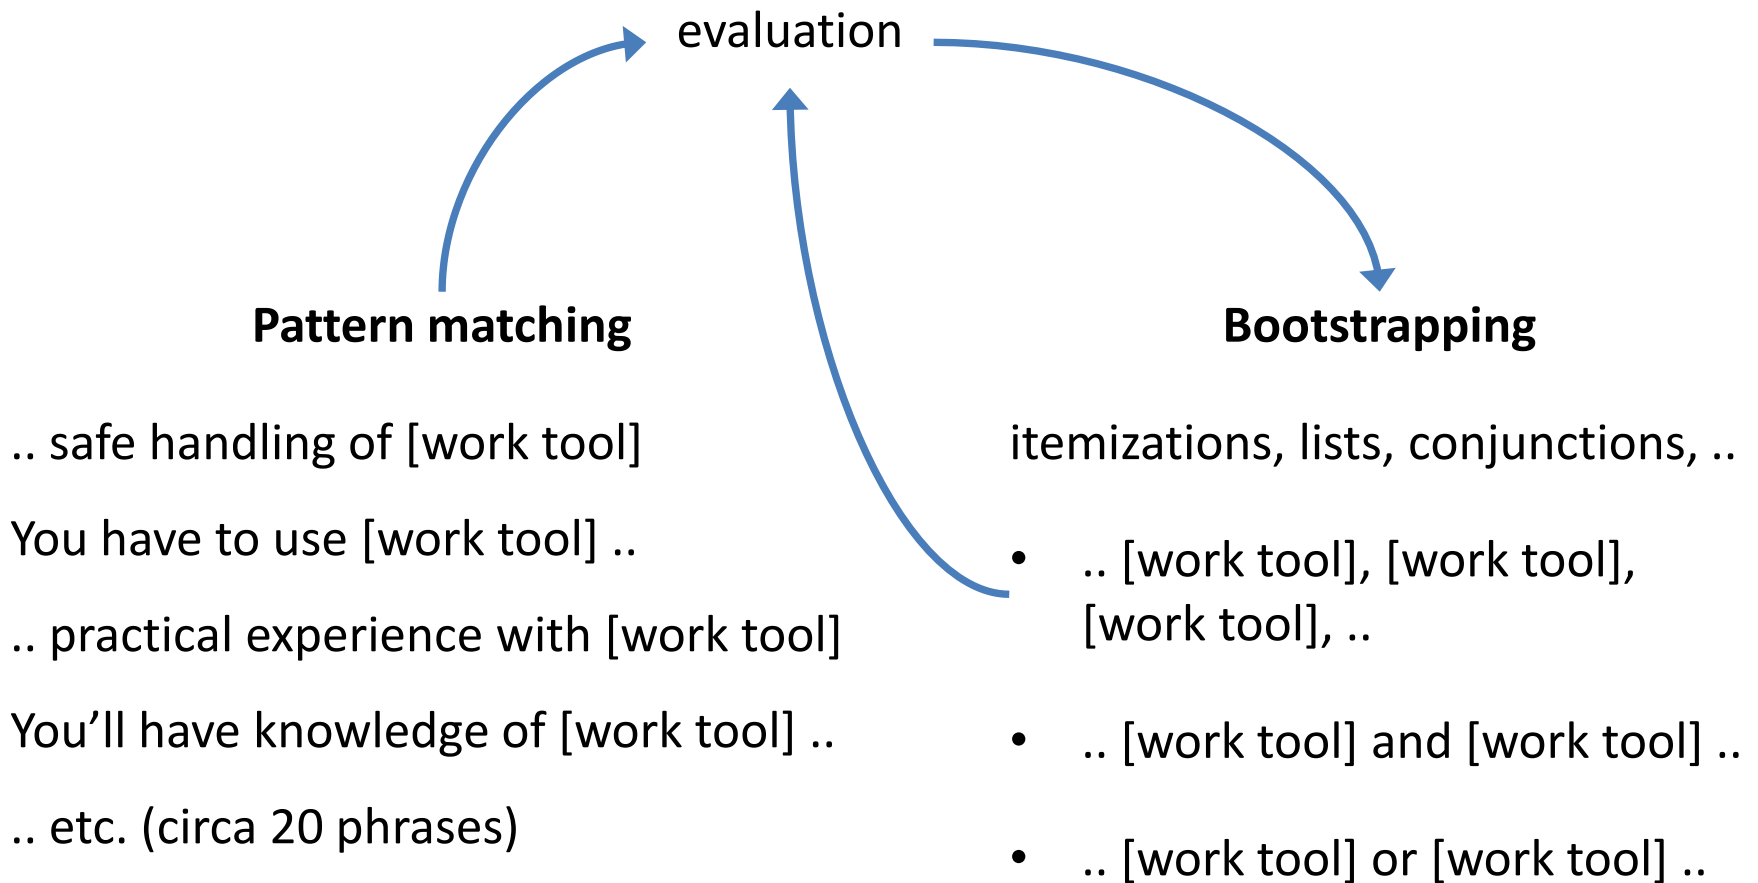 evaluation
Pattern matching
.. safe handling of [work tool]
You have to use [work tool] ..
.. practical experience with [work tool]
You’ll have knowledge of [work tool] ..
.. etc. (circa 20 phrases)
Bootstrapping
itemizations, lists, conjunctions, ..
• .. [work tool], [work tool],
[work tool], ..
• .. [work tool] and [work tool] ..
• .. [work tool] or [work tool] ..